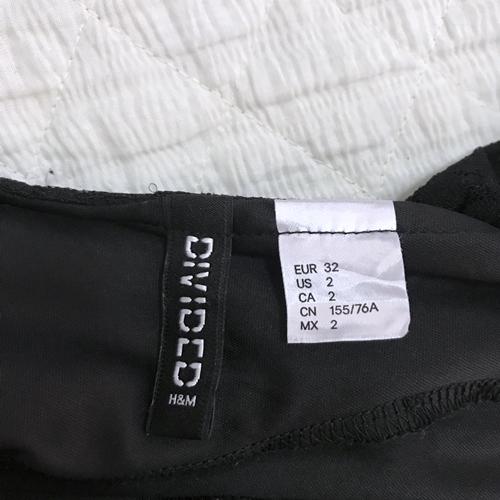 DIVIDED
H&M
EUR 32
US 2
CA 2
CN 155/76A
MX 2